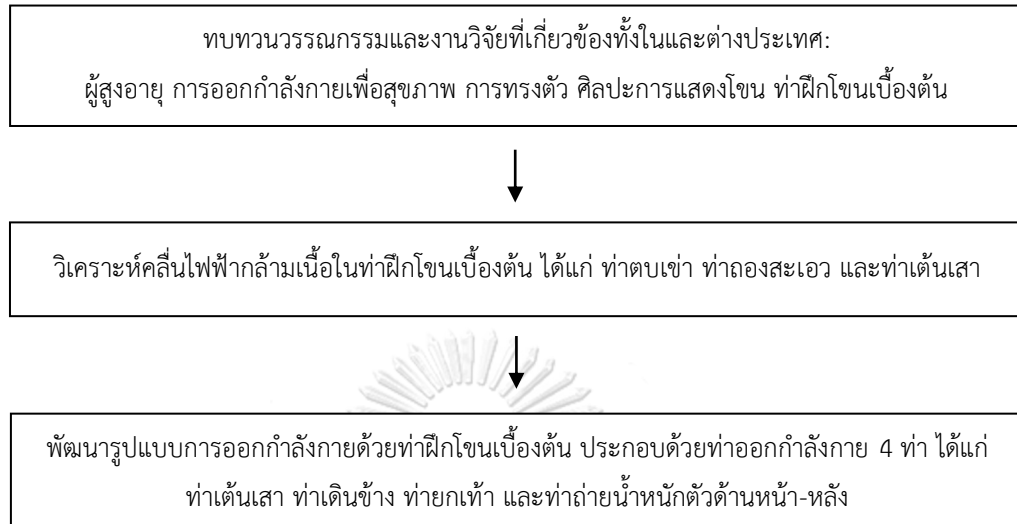 ทบทวนวรรณกรรมและงานวิจัยที่เกี่ยวข้องทั้งในและต่างประเทศ:
ผู้สูงอายุ การออกกำลังกายเพื่อสุขภาพ การทรงตัว ศิลปะการแสดงโขน ท่าฝึกโขนเบื้องต้น
วิเคราะห์คลื่นไฟฟ้ากล้ามเนื้อในท่าฝึกโขนเบื้องต้น ได้แก่ ท่าตบเข่า ท่าถองสะเอว และท่าเต้นเสา
พัฒนารูปแบบการออกกำลังกายด้วยท่าฝึกโขนเบื้องต้น ประกอบด้วยท่าออกกำลังกาย 4 ท่า ได้แก่
ท่าเต้นเสา ท่าเดินข้าง ท่ายกเท้า และท่าถ่ายน้ำหนักตัวด้านหน้า-หลัง